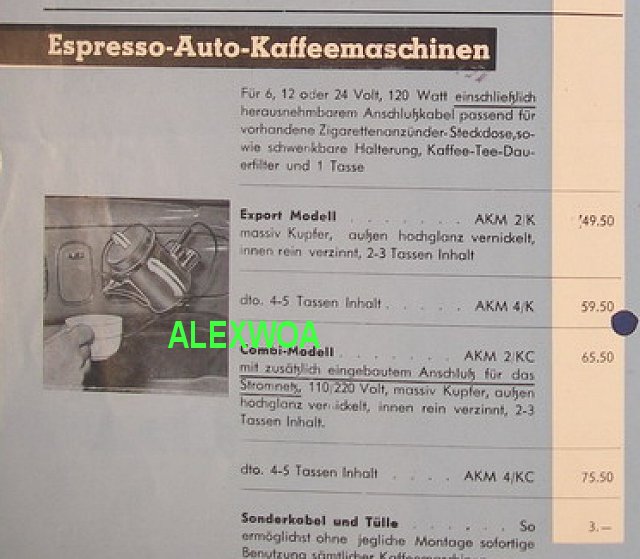 Espresso-Auto-Kaffeemaschinen
Für 6, 12 oder 24 Volt, 120 Watt einschließlich
herausnehmbarem Anschlußkabel passend für
vorhandene Zigarettenanzünder-Steckdose,so-
wie schwenkbare Halterung, Kaffee-Tee-Dau-
erfilter und 1 Tasse
Export Modell . . . . . . . AKM 2/K 49.50
massiv Kupfer, außen hochglanz vernickelt,
innen rein verzinnt, 2-3 Tassen Inhalt
dto. 4-5 Tassen Inhalt . . . . . AKM 4/K 59.50
ALEXWOA
Combi-Modell . . . . . . . AKM 2/KC 65.50
mit zusätzlich eingebautem Anschluß für das
Stromnetz, 110/220 Volt, massiv Kupfer, außen
hochglanz vernickelt, innen rein verzinnt, 2-3
Tassen Inhalt.
dto. 4-5 Tassen Inhalt . . . . AKM 4/KC 75.50
Sonderkabel und Tülle . . . . . . So 3.—
ermöglichst ohne jegliche Montage sofortige
Benutzung sämtlicher Kaffeemaschinen